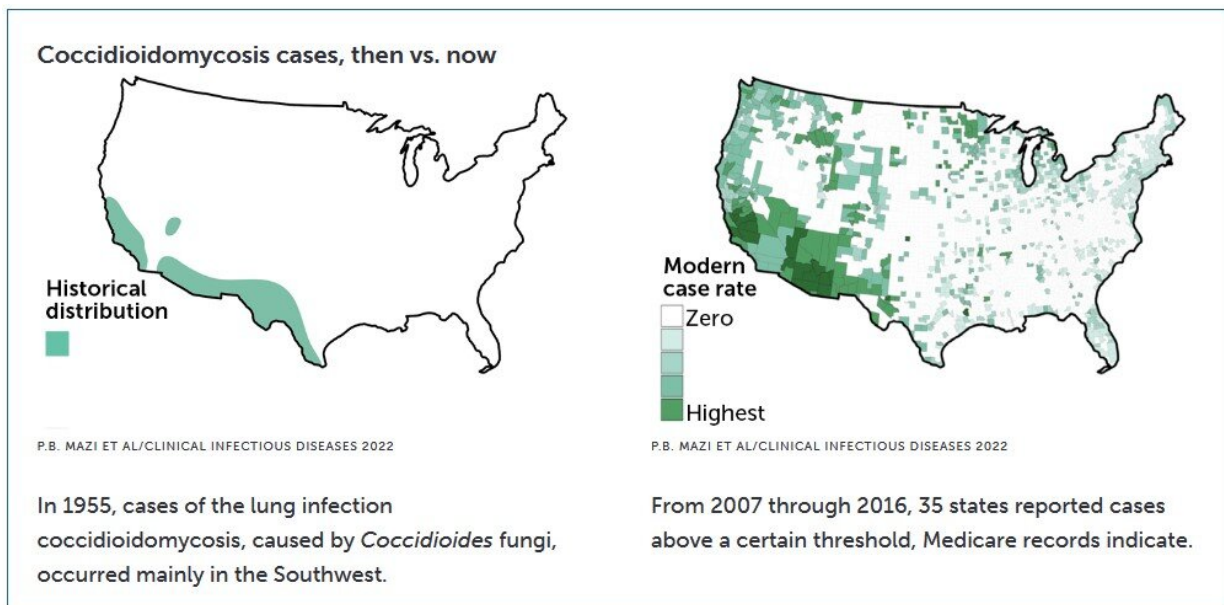 Coccidioidomycosis cases, then vs. now
Historical
distribution
P.B. MAZI ET AL/CLINICAL INFECTIOUS DISEASES 2022
In 1955, cases of the lung infection
coccidioidomycosis, caused by Coccidioides fungi,
occurred mainly in the Southwest.
Modern
case rate
Zero
Highest
P.B. MAZI ET AL/CLINICAL INFECTIOUS DISEASES 2022
From 2007 through 2016, 35 states reported cases
above a certain threshold, Medicare records indicate.